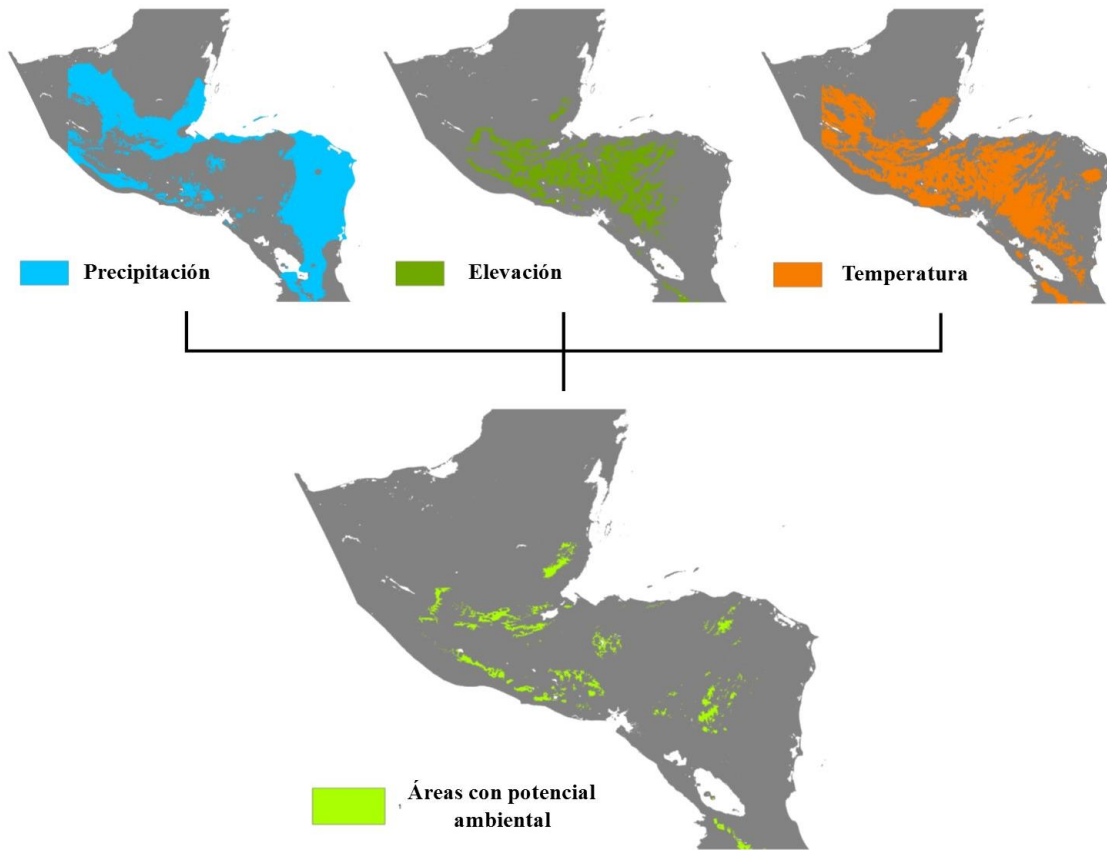 Precipitación
Elevación
Temperatura
Áreas con potencial
ambiental